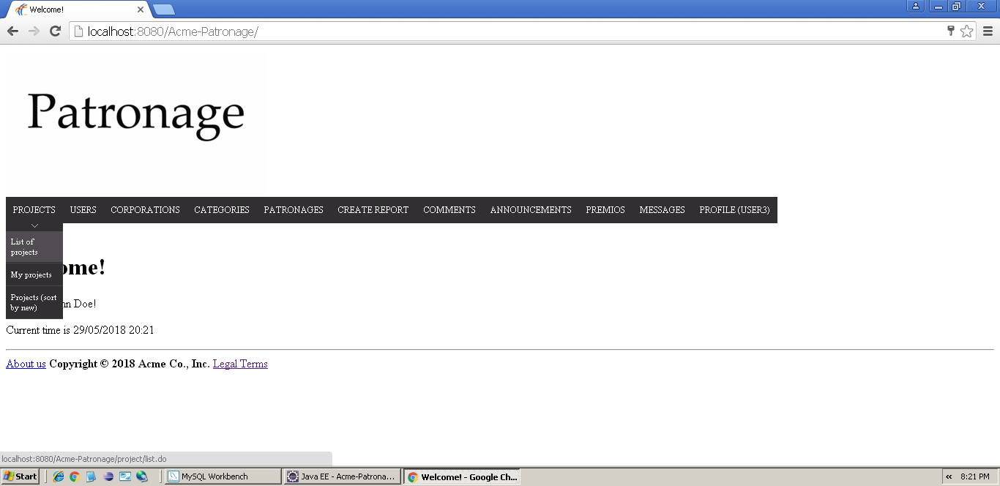 Welcome!
localhost:8080/Acme-Patronage/
Patronage
PROJECTS USERS CORPORATIONS CATEGORIES PATRONAGES CREATE REPORT COMMENTS ANNOUNCEMENTS PREMIOS MESSAGES PROFILE (USER3)
List of
projects
My projects
Projects (sort
by new)
ome!
nn Doe!
Current time is 29/05/2018 20:21
About us Copyright © 2018 Acme Co., Inc. Legal Terms
localhost:8080/Acme-Patronage/project/list.do
Start MySQL Workbench Java EE - Acme-Patrona... Welcome! - Google Ch... « 8:21 PM